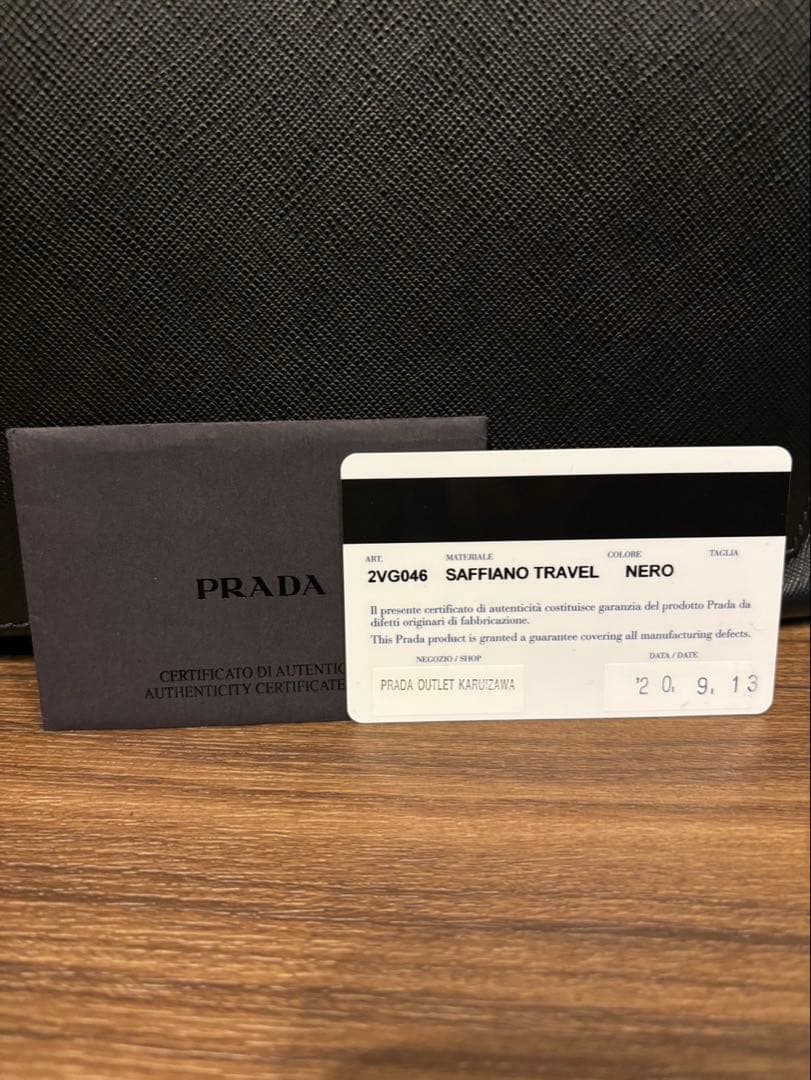 PRADA
CERTIFICATO DI AUTENTIC
AUTHENTICITY CERTIFICATE
ART. MATERIALE COLORE TAGLIA
2VG046 SAFFIANO TRAVEL NERO
Il presente certificato di autenticità costituisce garanzia del prodotto Prada da
difetti originari di fabbricazione.
This Prada product is granted a guarantee covering all manufacturing defects.
NEGOZIO / SHOP DATA / DATE
PRADA OUTLET KARUIZAWA '20. 9. 13